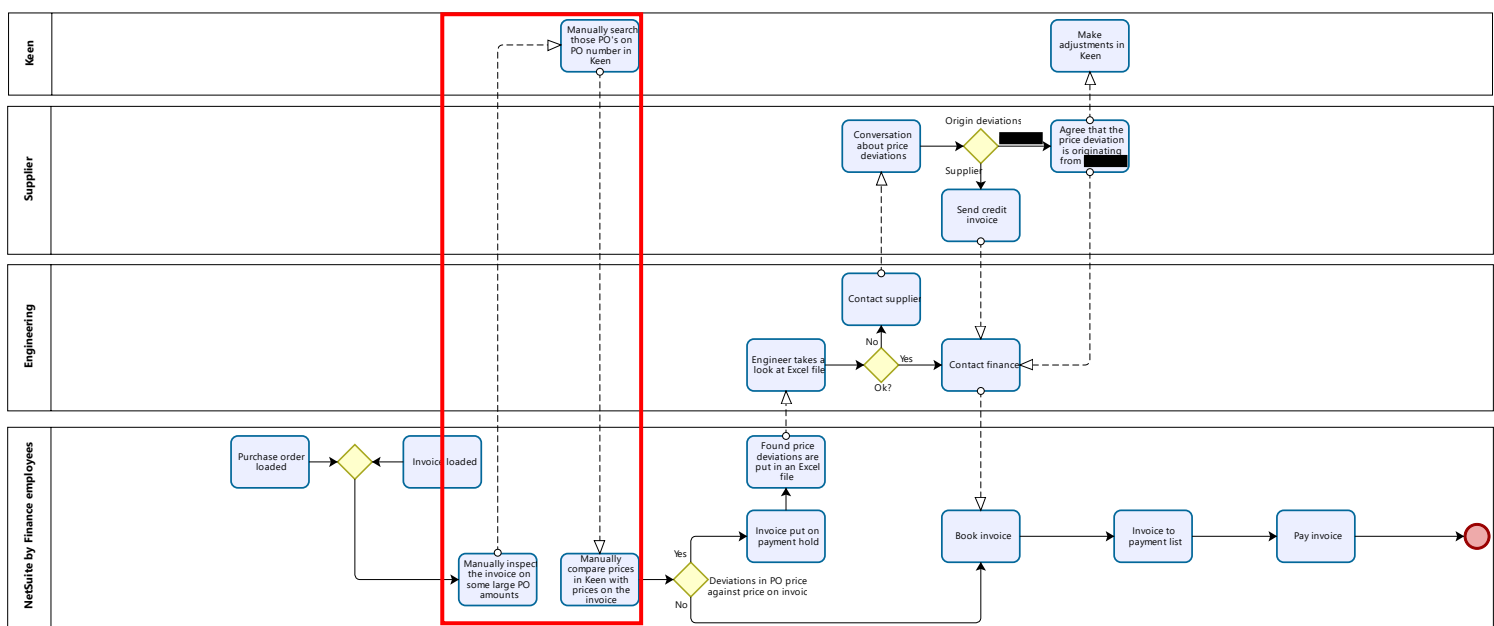 Keen
Manually search
those PO's on
PO number in
Keen
Make
adjustments in
Keen
Supplier
Conversation
about price
deviations
Origin deviations
Supplier
Agree that the
price deviation
is originating
from
Send credit
invoice
Engineering
Contact supplier
Engineer takes a
look at Excel file
No
Yes
Ok?
Contact finance
NetSuite by Finance employees
Purchase order
loaded
Invoice loaded
Manually inspect
the invoice on
some large PO
amounts
Manually
compare prices
in Keen with
prices on the
invoice
Yes
No
Deviations in PO price
against price on invoic
Found price
deviations are
put in an Excel
file
Invoice put on
payment hold
Book invoice
Invoice to
payment list
Pay invoice